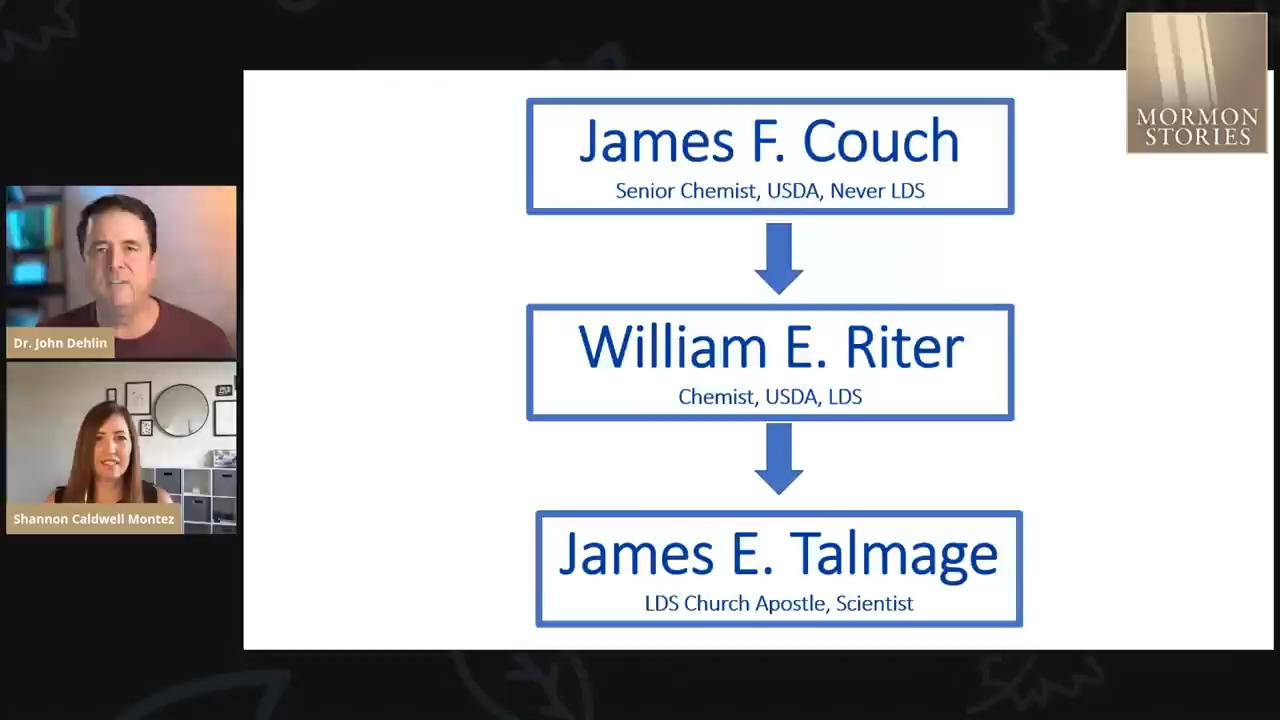 MORMON
STORIES
James F. Couch
Senior Chemist, USDA, Never LDS
William E. Riter
Chemist, USDA, LDS
James E. Talmage
LDS Church Apostle, Scientist
Dr. John Dehlin
Shannon Caldwell Montez